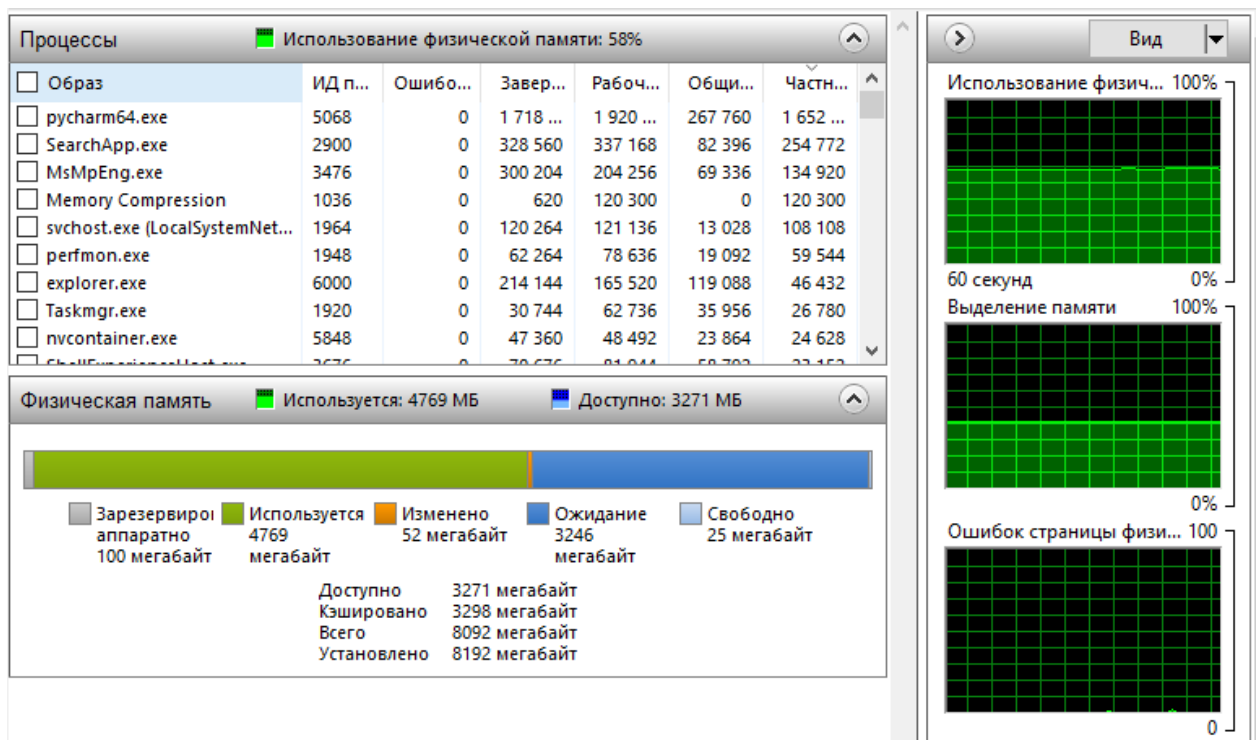 Процессы Использование физической памяти: 58%
Образ ИД п... Ошибо... Завер... Рабоч... Общи... Частн...
pycharm64.exe 5068 0 1 718 ... 1 920 ... 267 760 1 652 ...
SearchApp.exe 2900 0 328 560 337 168 82 396 254 772
MsMpEng.exe 3476 0 300 204 204 256 69 336 134 920
Memory Compression 1036 0 620 120 300 0 120 300
svchost.exe (LocalSystemNet... 1964 0 120 264 121 136 13 028 108 108
perfmon.exe 1948 0 62 264 78 636 19 092 59 544
explorer.exe 6000 0 214 144 165 520 119 088 46 432
Taskmgr.exe 1920 0 30 744 62 736 35 956 26 780
nvcontainer.exe 5848 0 47 360 48 492 23 864 24 628
Физическая память Используется: 4769 МБ Доступно: 3271 МБ
Зарезервиро
аппаратно
100 мегабайт
Используется
4769
мегабайт
Изменено
52 мегабайт
Ожидание
3246
мегабайт
Свободно
25 мегабайт
Доступно 3271 мегабайт
Кэшировано 3298 мегабайт
Всего 8092 мегабайт
Установлено 8192 мегабайт
Вид
Использование физич... 100%
60 секунд 0%
Выделение памяти 100%
0%
Ошибок страницы физи... 100
0